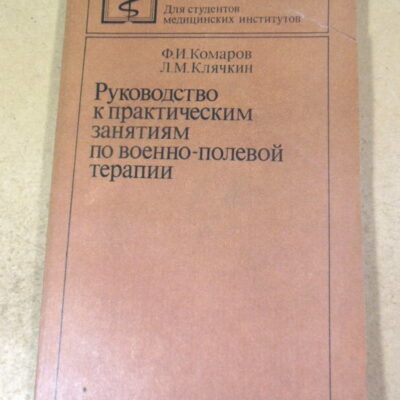 Для студентов
медицинских институтов
Ф.И.Комаров
Л.М.Клячкин
Руководство
к практическим
занятиям
по военно-полевой
терапии